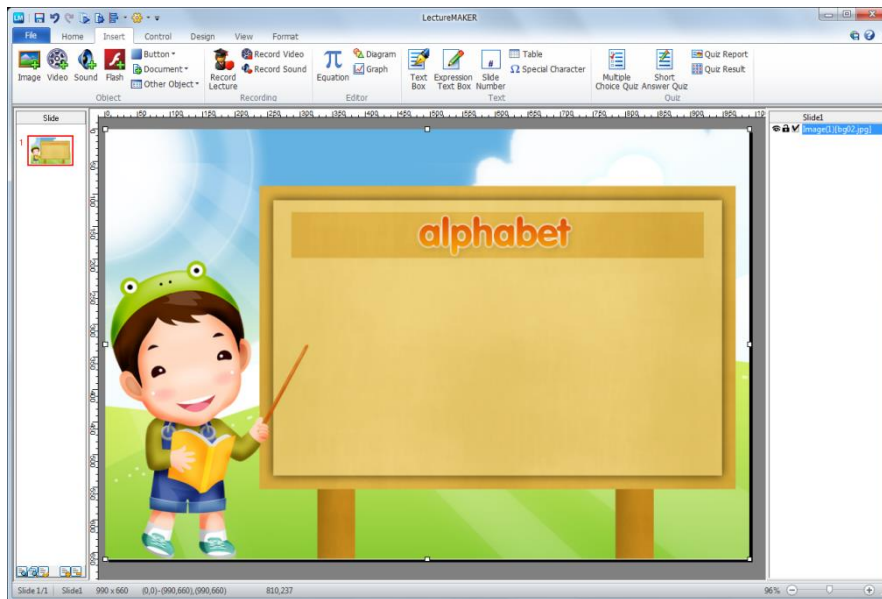 LM
LectureMAKER
File Home Insert Control Design View Format
Image Video Sound Flash
Button
Document
Other Object
Object
Record Lecture
Record Video
Record Sound
Recording
Equation
Diagram
Graph
Editor
Text Box
Expression Text Box
Slide Number
Table
Special Character
Text
Multiple Choice Quiz
Short Answer Quiz
Quiz Report
Quiz Result
Quiz
Slide
1
Slide1
Image(1)[bg02.jpg]
alphabet
Slide 1/1 Slide1 990 x 660 (0,0)-(990,660),(990,660) 810,237 96%